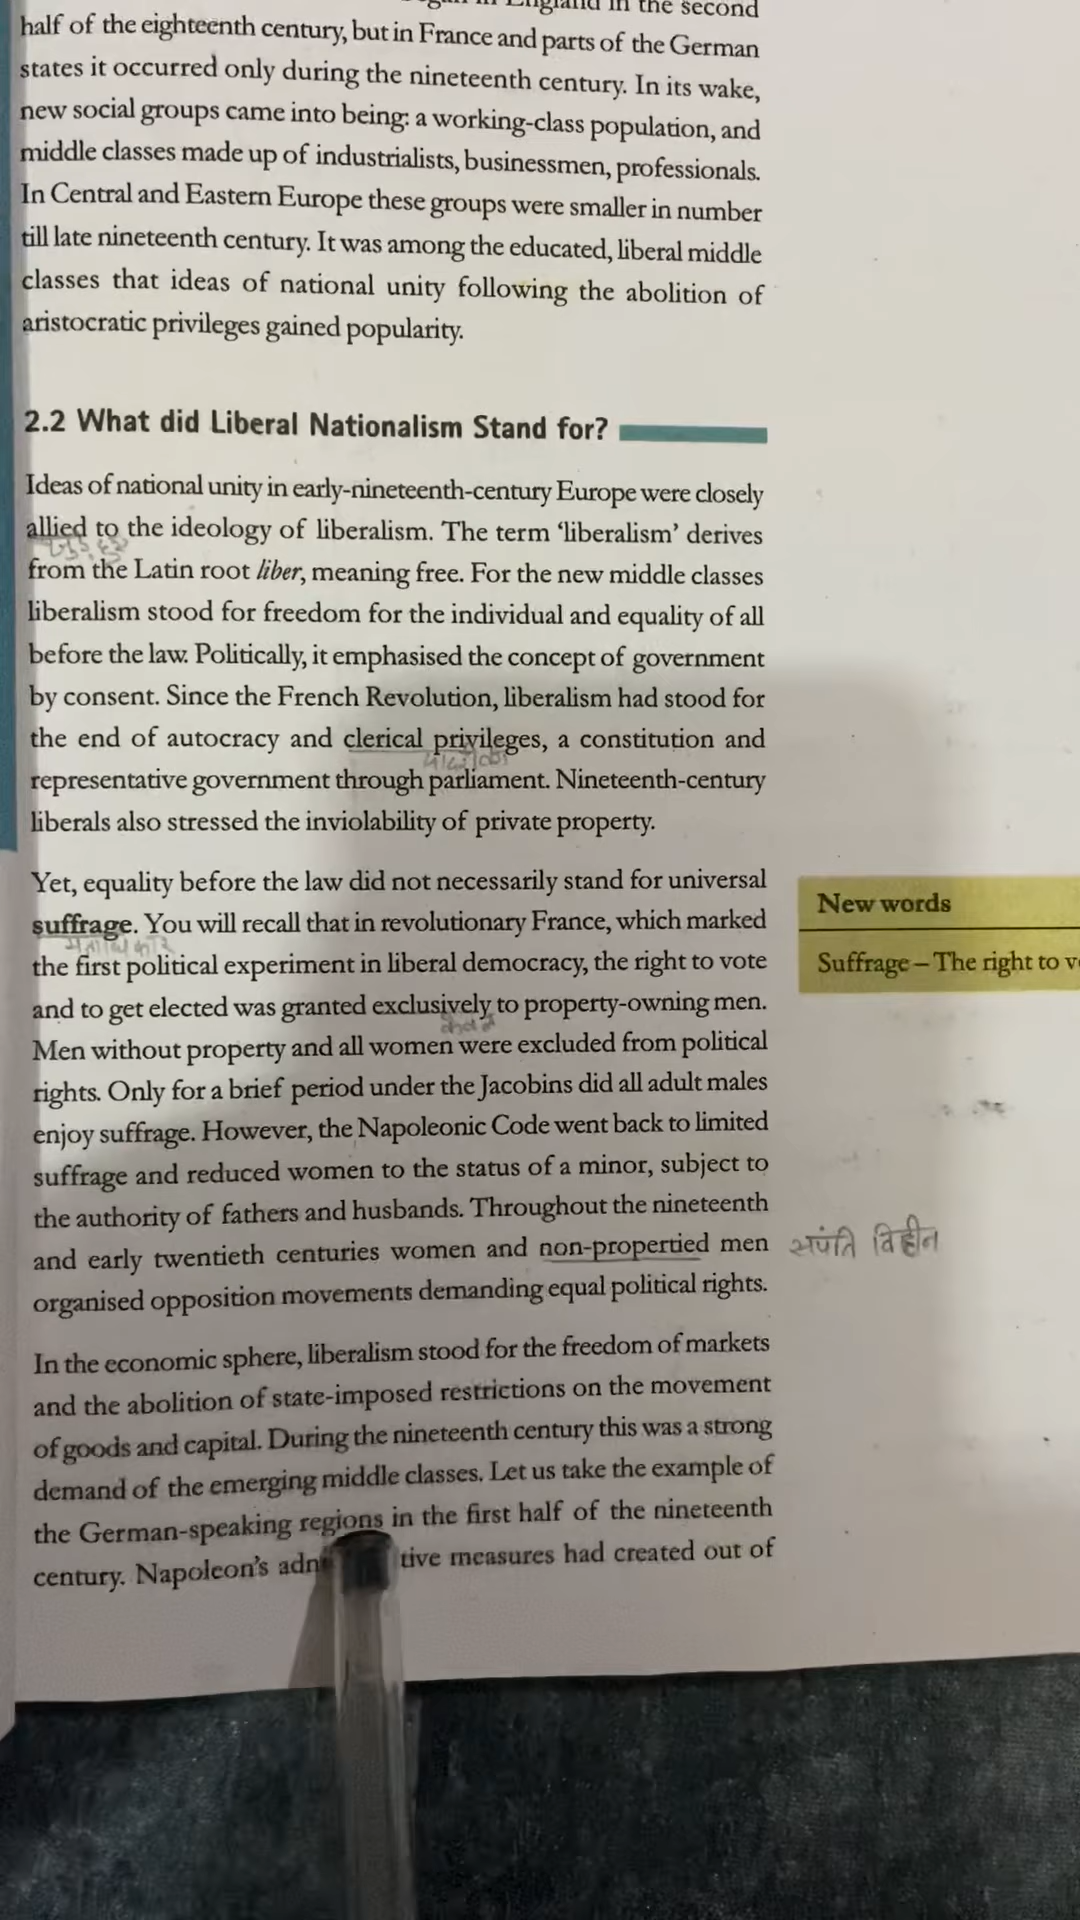 England in the second
half of the eighteenth century, but in France and parts of the German
states it occurred only during the nineteenth century. In its wake,
new social groups came into being: a working-class population, and
middle classes made up of industrialists, businessmen, professionals.
In Central and Eastern Europe these groups were smaller in number
till late nineteenth century. It was among the educated, liberal middle
classes that ideas of national unity following the abolition of
aristocratic privileges gained popularity.
2.2 What did Liberal Nationalism Stand for?
Ideas of national unity in early-nineteenth-century Europe were closely
allied to the ideology of liberalism. The term ‘liberalism’ derives
from the Latin root liber, meaning free. For the new middle classes
liberalism stood for freedom for the individual and equality of all
before the law. Politically, it emphasised the concept of government
by consent. Since the French Revolution, liberalism had stood for
the end of autocracy and clerical privileges, a constitution and
representative government through parliament. Nineteenth-century
liberals also stressed the inviolability of private property.
Yet, equality before the law did not necessarily stand for universal
suffrage. You will recall that in revolutionary France, which marked
मताधिकार
the first political experiment in liberal democracy, the right to vote
and to get elected was granted exclusively to property-owning men.
Men without property and all women were excluded from political
rights. Only for a brief period under the Jacobins did all adult males
enjoy suffrage. However, the Napoleonic Code went back to limited
suffrage and reduced women to the status of a minor, subject to
the authority of fathers and husbands. Throughout the nineteenth
and early twentieth centuries women and non-propertied men संपंति विहीन
organised opposition movements demanding equal political rights.
In the economic sphere, liberalism stood for the freedom of markets
and the abolition of state-imposed restrictions on the movement
of goods and capital. During the nineteenth century this was a strong
demand of the emerging middle classes. Let us take the example of
the German-speaking regions in the first half of the nineteenth
century. Napoleon’s measures had created out of
New words
Suffrage – The right to